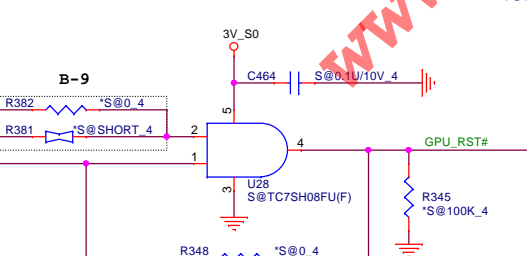 3V_S0
B-9
C464 S@0.1U/10V_4
R382 *S@0_4
5
R381 *S@SHORT_4
2
4
GPU_RST#
1
3
U28
S@TC7SH08FU(F)
R345
*S@100K_4
R348 *S@0_4